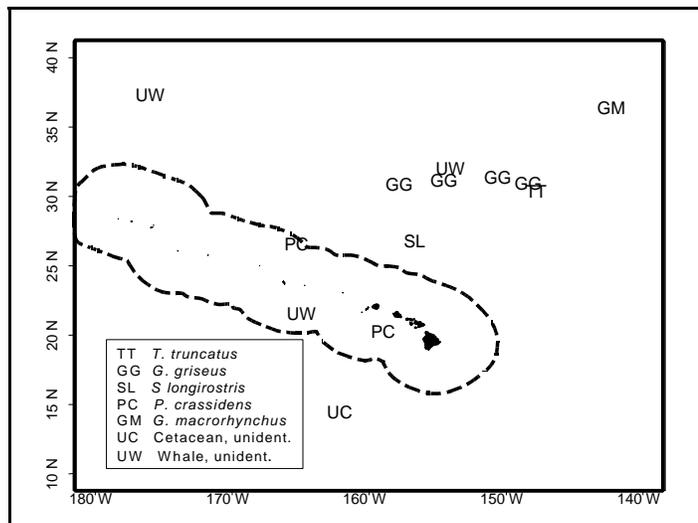 40 N
UW
GM
35 N
UW
GG
GG
GG
GG
TT
30 N
SL
PC
25 N
UW
PC
20 N
TT T. truncatus
GG G. griseus
SL S longirostris
PC P. crassidens
GM G. macrorhynchus
UC Cetacean, unident.
UW Whale, unident.
UC
15 N
10 N
180°W
170°W
160°W
150°W
140°W